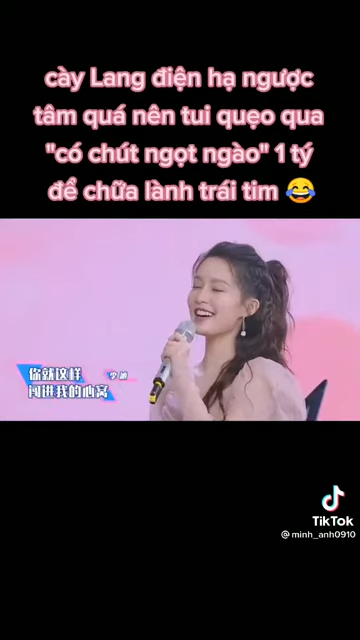 cày Lang điện hạ ngược
tâm quá nên tui quẹo qua
"có chút ngọt ngào" 1 tý
để chữa lành trái tim 😂
你就这样
闯进我的心窝
TikTok
@minh_anh0910